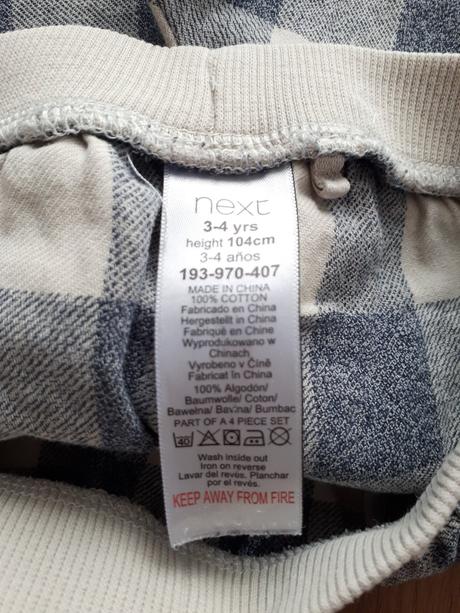 next
3-4 yrs
height 104cm
3-4 años
193-970-407
MADE IN CHINA
100% COTTON
Fabricado en China
Hergestellt in China
Fabriqué en Chine
Wyprodukowano w
Chinach
Vyrobeno v Číně
Fabricat în China
100% Algodón/
Baumwolle/ Coton/
Bawełna/ Bavlna/ Bumbac
PART OF A 4 PIECE SET
40
Wash inside out
Iron on reverse
Lavar del revés. Planchar
por el revés.
KEEP AWAY FROM FIRE